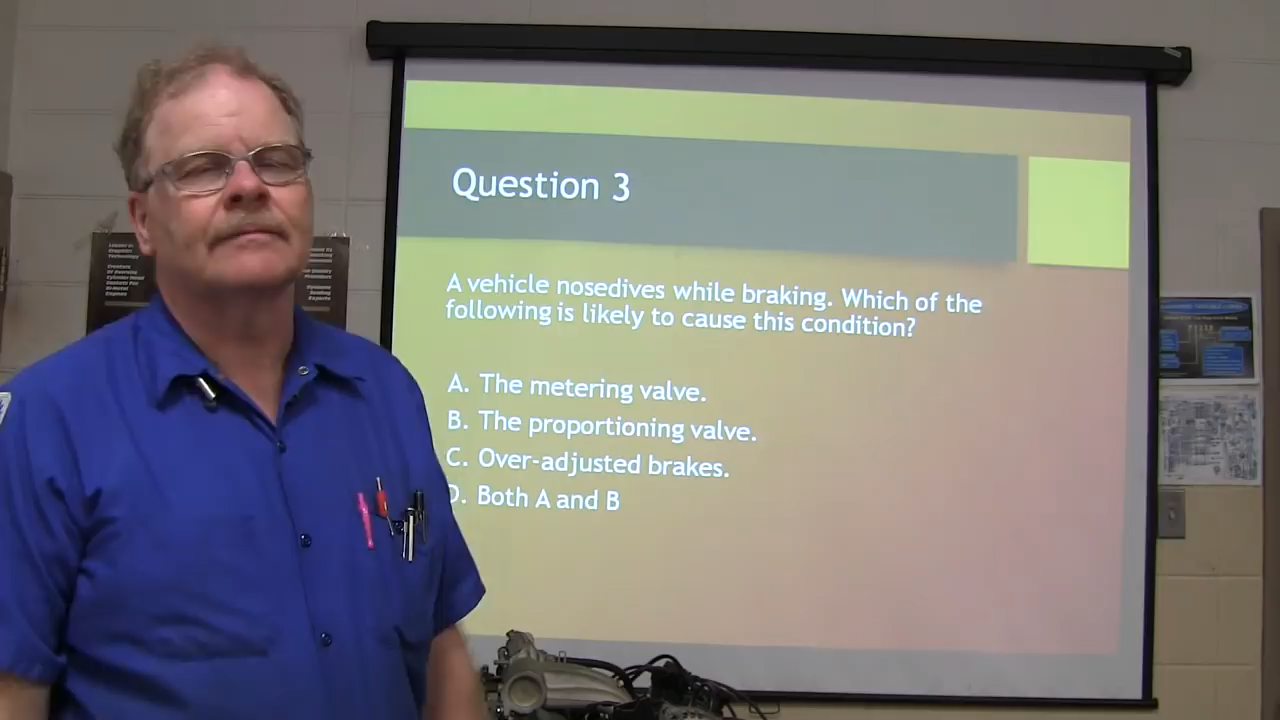 Question 3
A vehicle nosedives while braking. Which of the
following is likely to cause this condition?
A. The metering valve.
B. The proportioning valve.
C. Over-adjusted brakes.
D. Both A and B